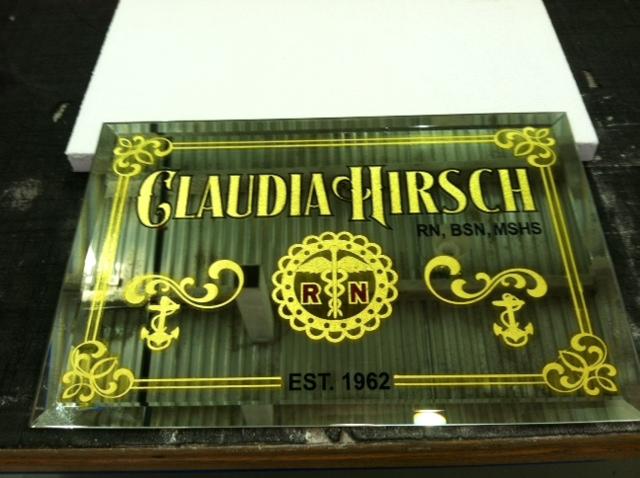 CLAUDIA HIRSCH
RN, BSN, MSHS
R N
EST. 1962